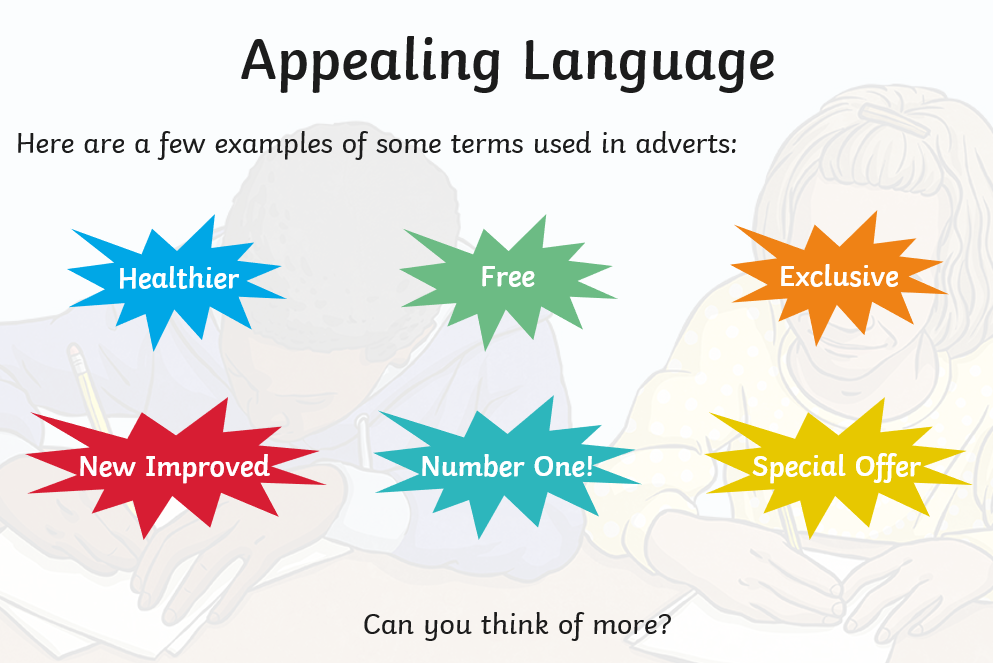 Appealing Language
Here are a few examples of some terms used in adverts:
Healthier
Free
Exclusive
New Improved
Number One!
Special Offer
Can you think of more?